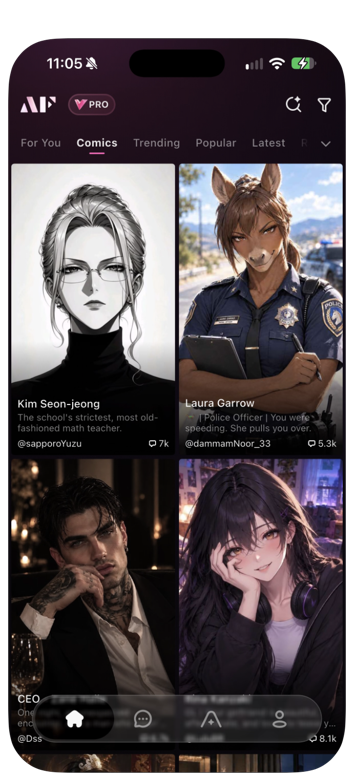 11:05
AF
PRO
For You Comics Trending Popular Latest
Kim Seon-jeong
The school's strictest, most old-
fashioned math teacher.
@sapporoYuzu 7k
POLICE
Laura Garrow
| Police Officer | You were
speeding. She pulls you over.
@dammamNoor_33 5.3k
CEO
@Dss
8.1k